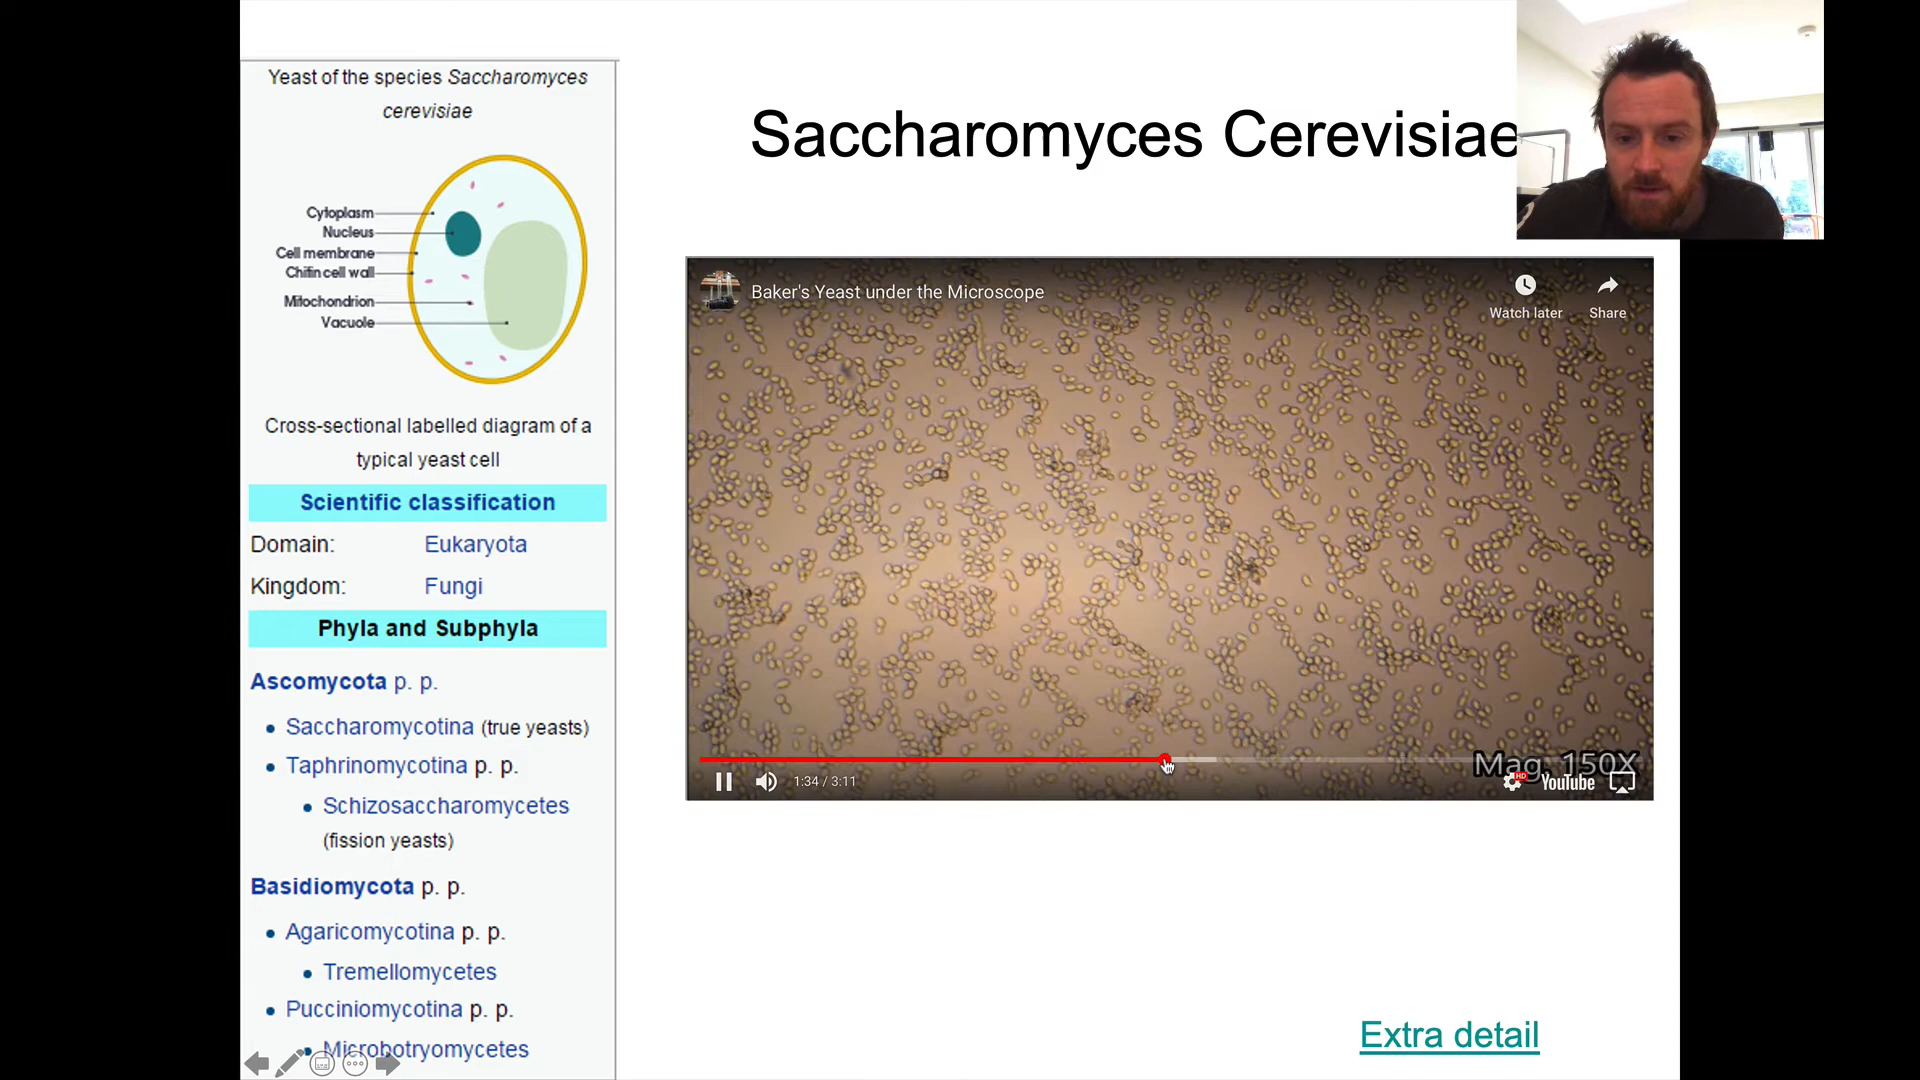 Yeast of the species Saccharomyces
cerevisiae
Cytoplasm
Nucleus
Cell membrane
Chitin cell wall
Mitochondrion
Vacuole
Cross-sectional labelled diagram of a
typical yeast cell
Scientific classification
Domain: Eukaryota
Kingdom: Fungi
Phyla and Subphyla
Ascomycota p. p.
Saccharomycotina (true yeasts)
Taphrinomycotina p. p.
Schizosaccharomycetes
(fission yeasts)
Basidiomycota p. p.
Agaricomycotina p. p.
Tremellomycetes
Pucciniomycotina p. p.
Microbotryomycetes
Saccharomyces Cerevisiae
Baker's Yeast under the Microscope
Watch later
Share
Mag. 150X
1:34 / 3:11
HD
YouTube
Extra detail